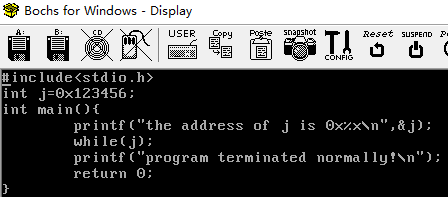 Bochs for Windows - Display
A: B: CD USER Copy Paste snapshot CONFIG Reset SUSPEND Power
#include<stdio.h>
int j=0x123456;
int main(){
        printf("the address of j is 0x%x\n",&j);
        while(j);
        printf("program terminated normally!\n");
        return 0;
}